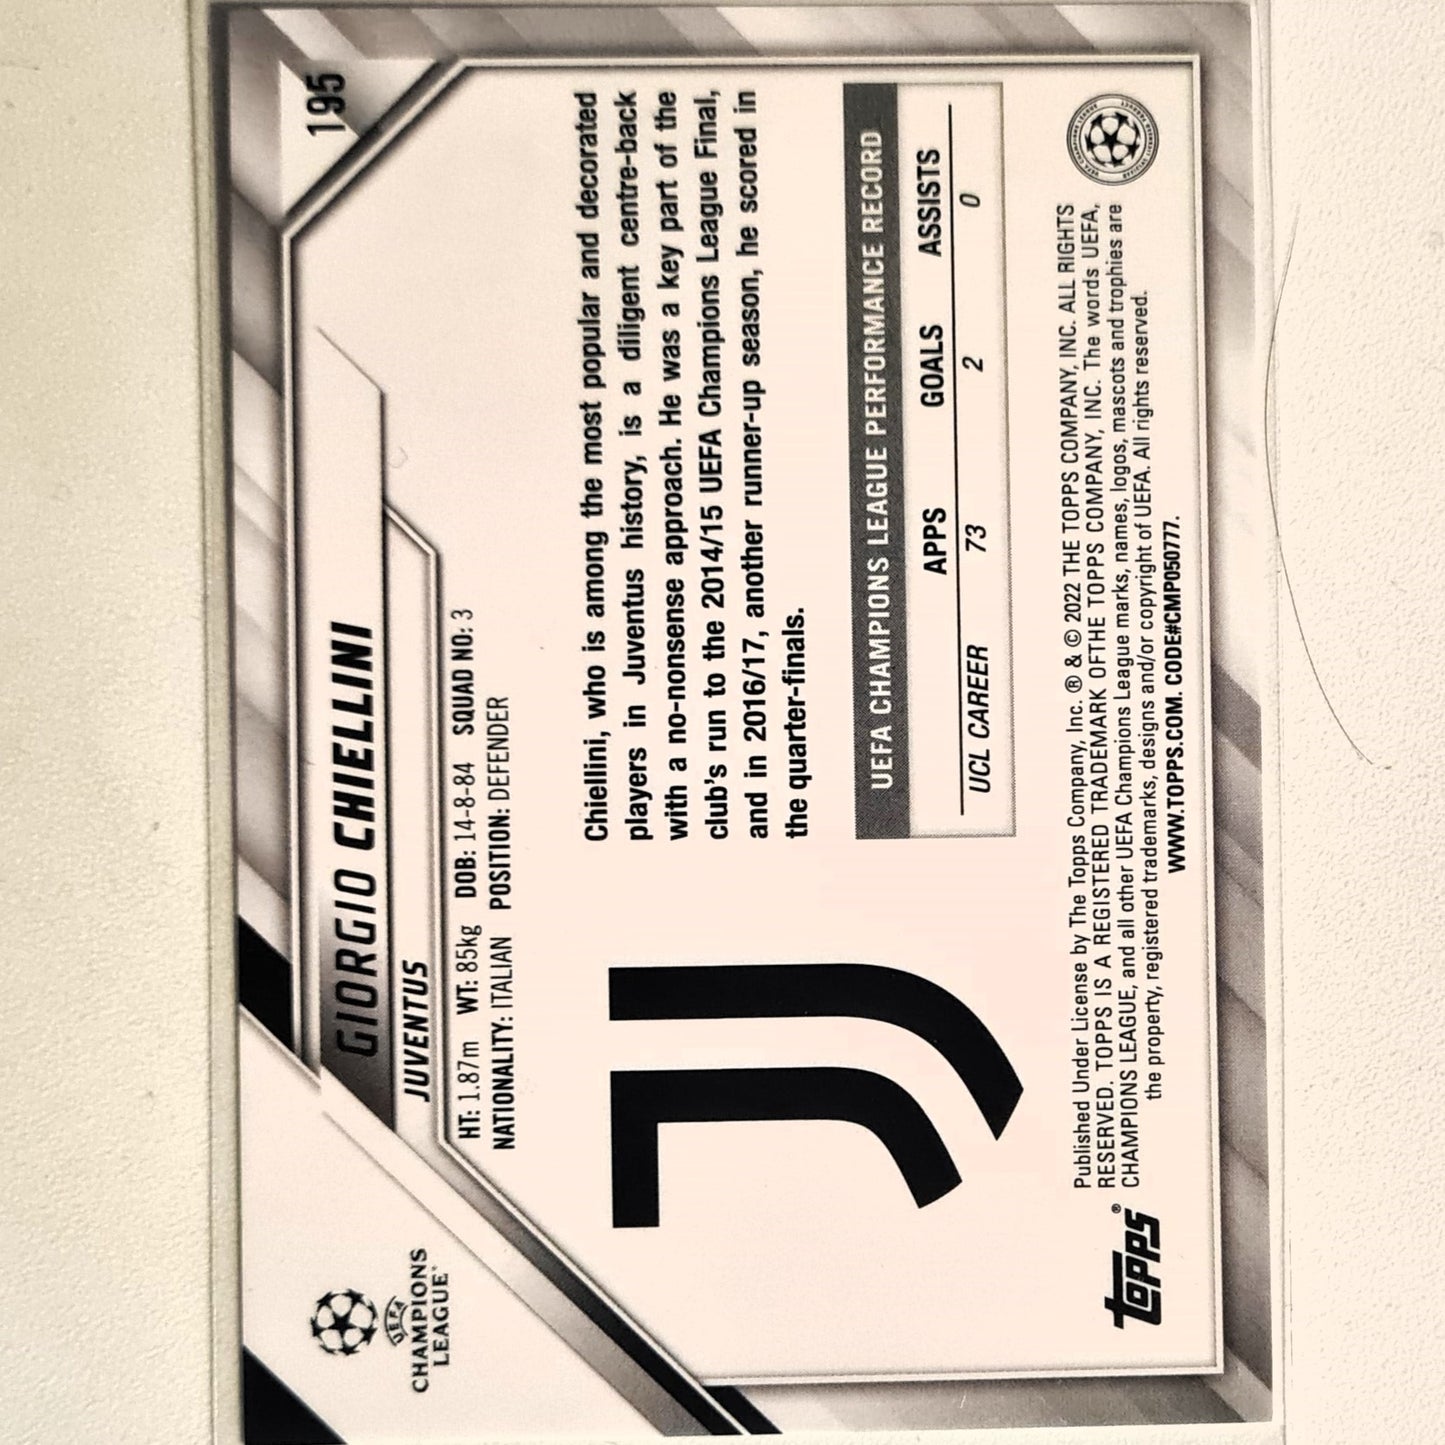 195
UEFA
CHAMPIONS
LEAGUE
GIORGIO CHIELLINI
JUVENTUS
HT: 1.87m WT: 85kg DOB: 14-8-84 SQUAD NO: 3
NATIONALITY: ITALIAN POSITION: DEFENDER
Chiellini, who is among the most popular and decorated
players in Juventus history, is a diligent centre-back
with a no-nonsense approach. He was a key part of the
club's run to the 2014/15 UEFA Champions League Final,
and in 2016/17, another runner-up season, he scored in
the quarter-finals.
UEFA CHAMPIONS LEAGUE PERFORMANCE RECORD
APPS GOALS ASSISTS
UCL CAREER 73 2 0
TOPPS®
Published Under License by The Topps Company, Inc. ® & © 2022 THE TOPPS COMPANY, INC. ALL RIGHTS
RESERVED. TOPPS IS A REGISTERED TRADEMARK OFTHE TOPPS COMPANY, INC. The words UEFA,
CHAMPIONS LEAGUE, and all other UEFA Champions League marks, names, logos, mascots and trophies are
the property, registered trademarks, designs and/or copyright of UEFA. All rights reserved.
WWW.TOPPS.COM. CODE#CMP050777.